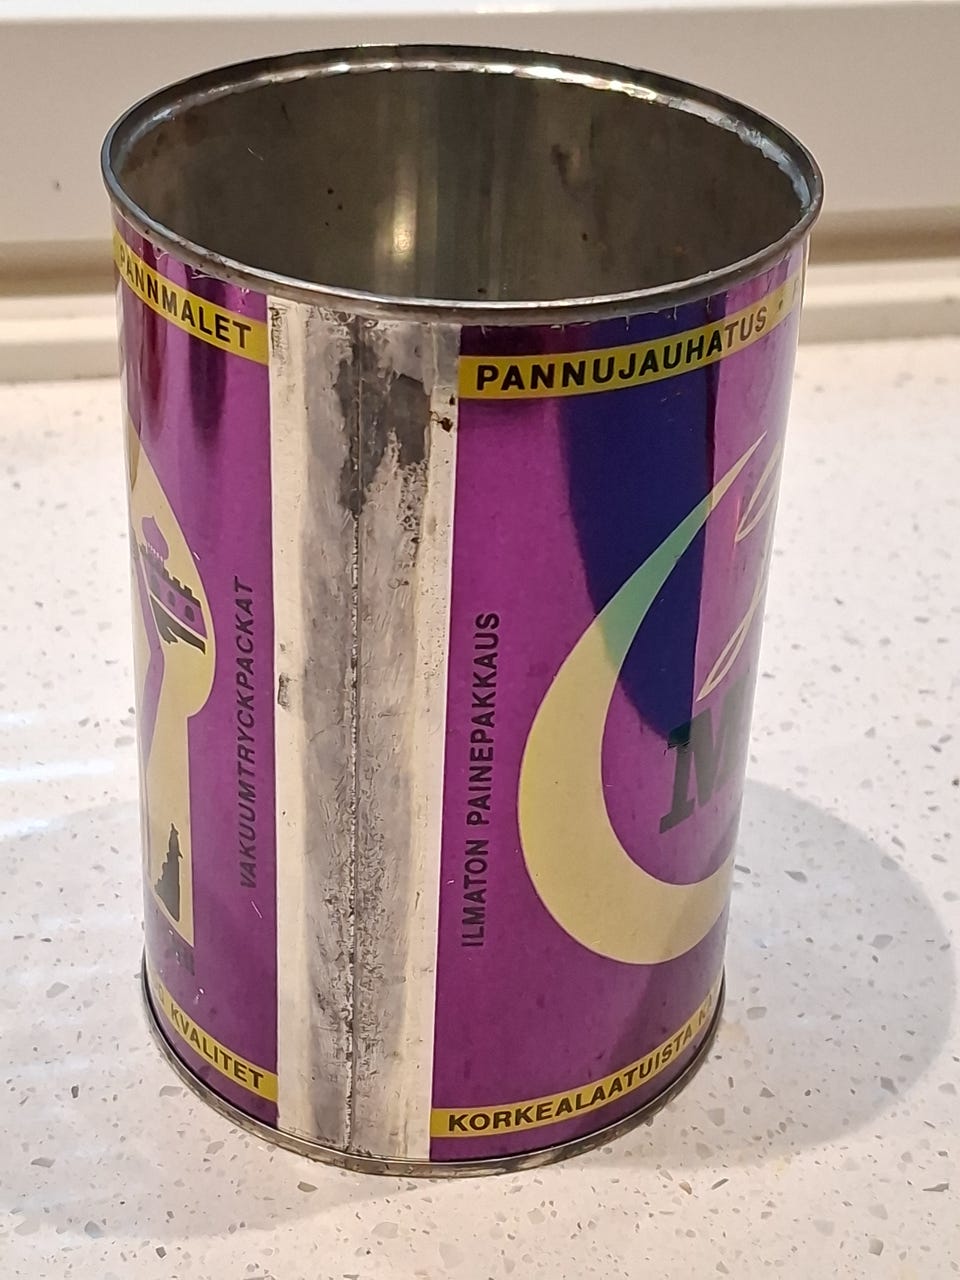 PANNMALET
PANNUJAUHATUS •
VAKUUMTRYCKPACKAT
ILMATON PAINEPAKKAUS
KVALITET
KORKEALAATUISTA